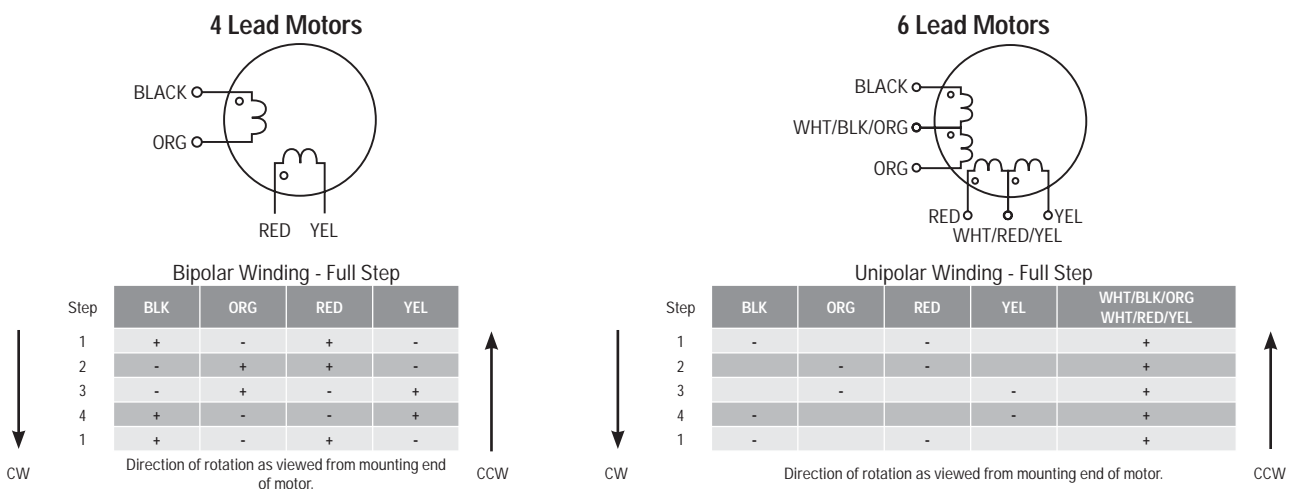 4 Lead Motors
BLACK
ORG
RED YEL
Bipolar Winding - Full Step
Step BLK ORG RED YEL
1 + - + -
2 - + + -
3 - + - +
4 + - - +
1 + - + -
CW
Direction of rotation as viewed from mounting end
of motor.
CCW
6 Lead Motors
BLACK
WHT/BLK/ORG
ORG
RED YEL
WHT/RED/YEL
Unipolar Winding - Full Step
Step BLK ORG RED YEL WHT/BLK/ORG
WHT/RED/YEL
1 - - +
2 - - +
3 - - +
4 - - +
1 - - +
CW
Direction of rotation as viewed from mounting end of motor.
CCW